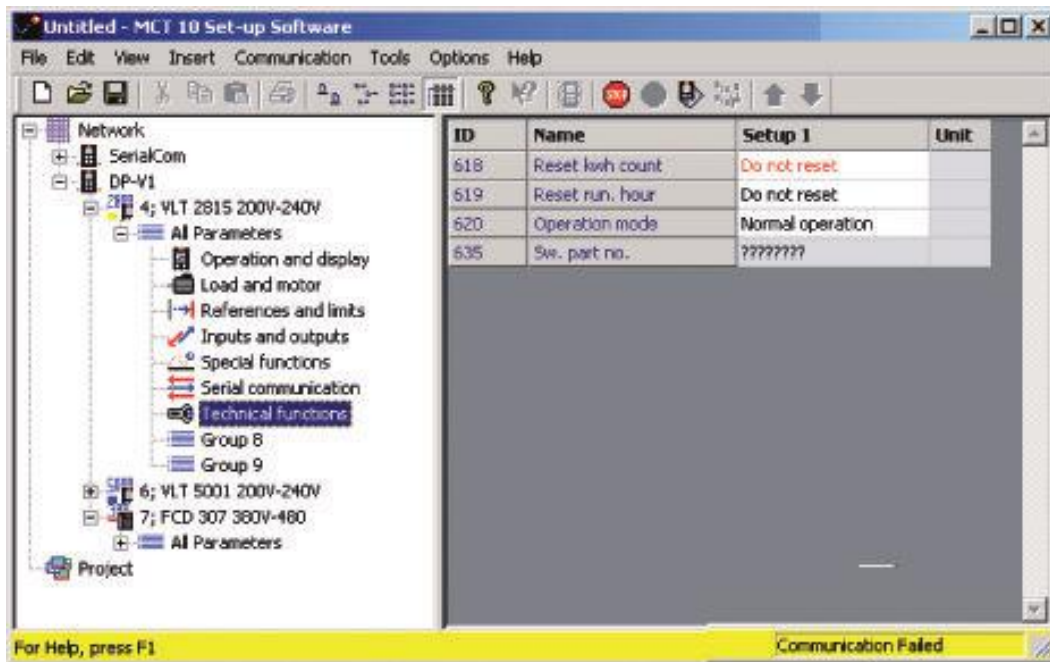 Untitled - MCT 10 Set-up Software
File Edit View Insert Communication Tools Options Help
STOP
Network
SerialCom
DP-V1
4; VLT 2815 200V-240V
All Parameters
Operation and display
Load and motor
References and limits
Inputs and outputs
Special functions
Serial communication
Technical functions
Group 8
Group 9
6; VLT 5001 200V-240V
7; FCD 307 380V-480
All Parameters
Project
ID Name Setup 1 Unit
618 Reset kwh count Do not reset
619 Reset run. hour Do not reset
620 Operation mode Normal operation
635 Sw. part no. ????????
For Help, press F1
Communication Failed